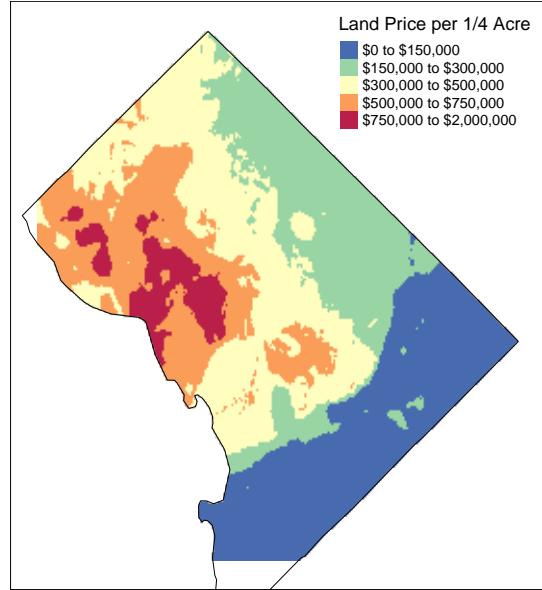 Land Price per 1/4 Acre
$0 to $150,000
$150,000 to $300,000
$300,000 to $500,000
$500,000 to $750,000
$750,000 to $2,000,000